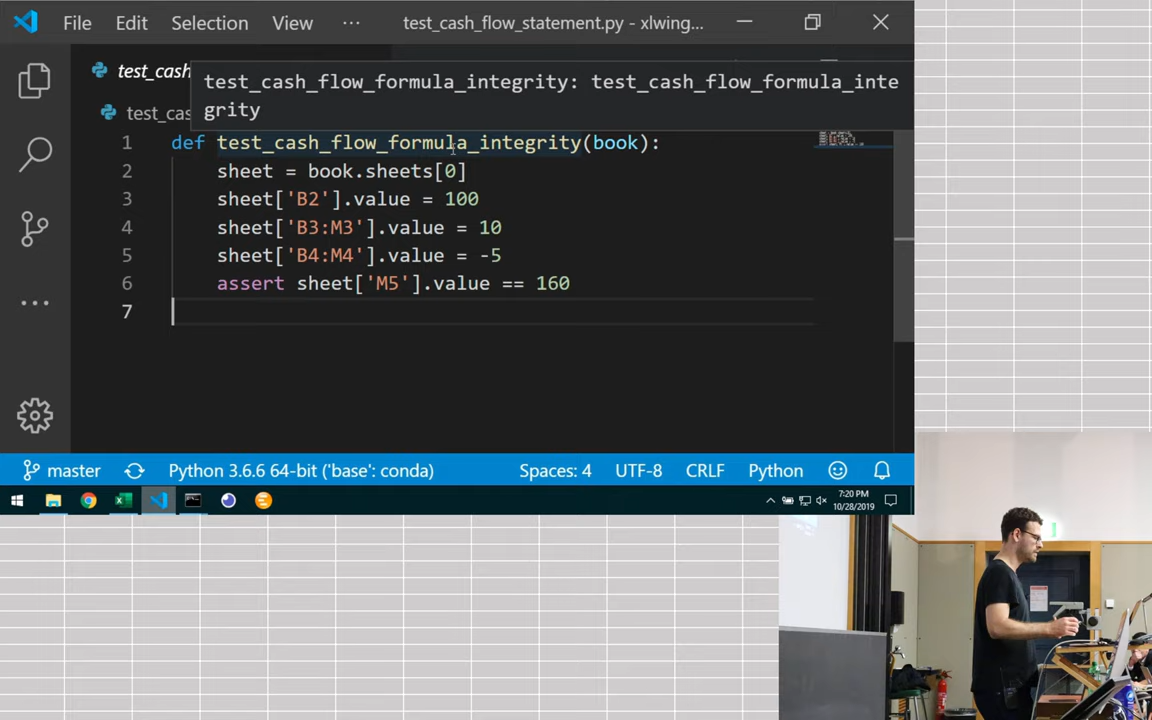 File Edit Selection View ··· test_cash_flow_statement.py - xlwing...
test_cash
test_cash_flow_formula_integrity: test_cash_flow_formula_inte
grity
test_cas
1 def test_cash_flow_formula_integrity(book):
2 sheet = book.sheets[0]
3 sheet['B2'].value = 100
4 sheet['B3:M3'].value = 10
5 sheet['B4:M4'].value = -5
6 assert sheet['M5'].value == 160
7
master Python 3.6.6 64-bit ('base': conda) Spaces: 4 UTF-8 CRLF Python
7:20 PM
10/28/2019